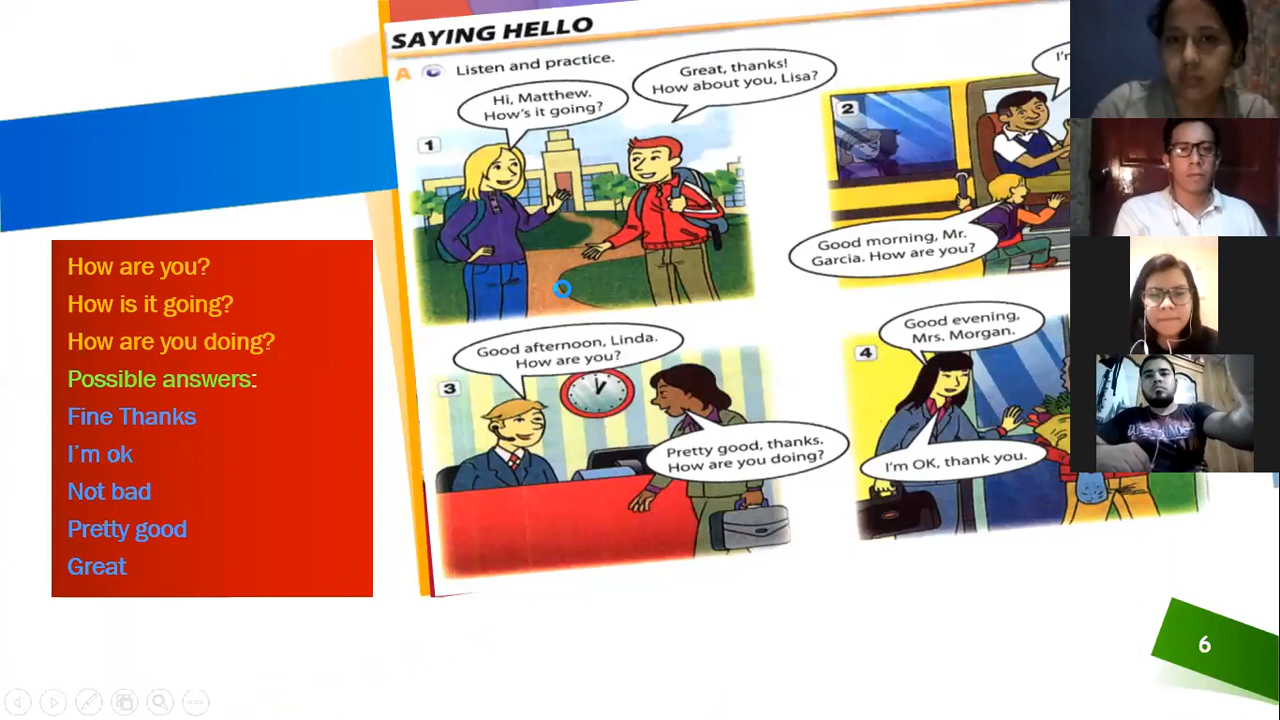 SAYING HELLO
A Listen and practice.
1
Hi, Matthew.
How's it going?
Great, thanks!
How about you, Lisa?
2
Good morning, Mr.
Garcia. How are you?
I'm
3
Good afternoon, Linda.
How are you?
Pretty good, thanks.
How are you doing?
4
Good evening,
Mrs. Morgan.
I'm OK, thank you.
How are you?
How is it going?
How are you doing?
Possible answers:
Fine Thanks
I'm ok
Not bad
Pretty good
Great
6